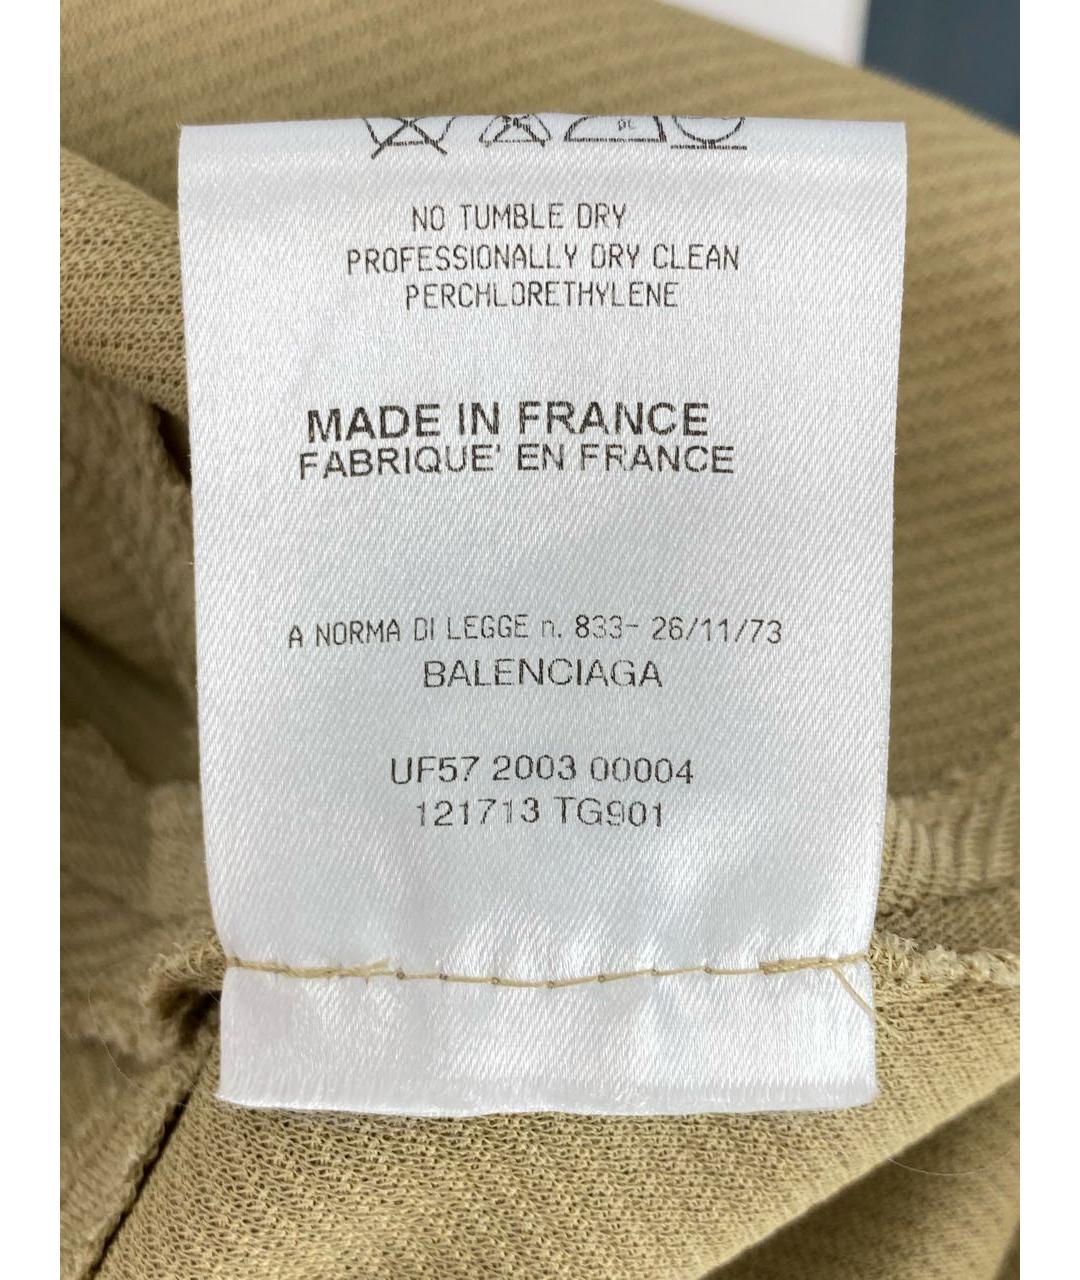 NO TUMBLE DRY
PROFESSIONALLY DRY CLEAN
PERCHLORETHYLENE
MADE IN FRANCE
FABRIQUE' EN FRANCE
A NORMA DI LEGGE n. 833- 26/11/73
BALENCIAGA
UF57 2003 00004
121713 TG901